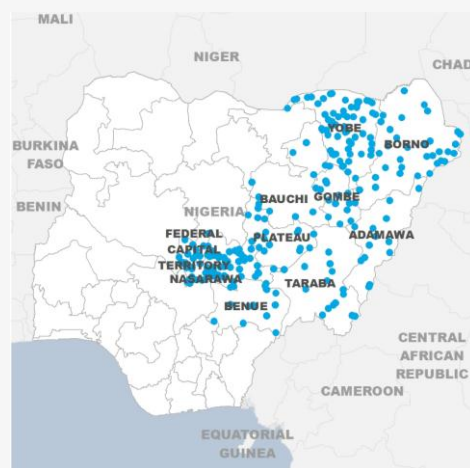 MALI
NIGER
CHAD
BURKINA
FASO
YOBE
BORNO
BENIN
NIGERIA
BAUCHI
GOMBE
FEDERAL
CAPITAL
TERRITORY
PLATEAU
ADAMAWA
NASARAWA
TARABA
BENUE
CENTRAL
AFRICAN
REPUBLIC
CAMEROON
EQUATORIAL
GUINEA